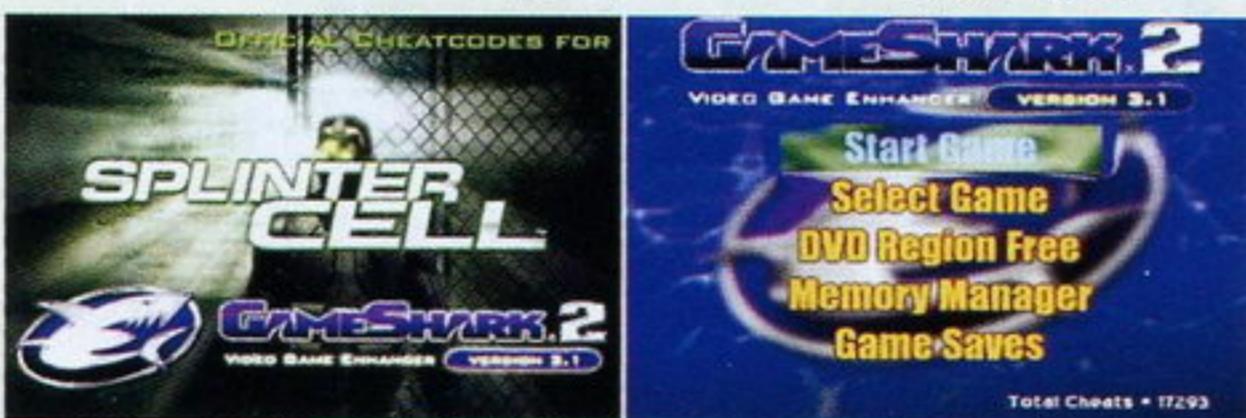 OFFICIAL CHEATCODES FOR
SPLINTER
CELL
GAMESHARK 2
VIDEO GAME ENHANCER VERSION 3.1
GAMESHARK 2
VIDEO GAME ENHANCER VERSION 3.1
Start Game
Select Game
DVD Region Free
Memory Manager
Game Saves
Total Cheats = 17293